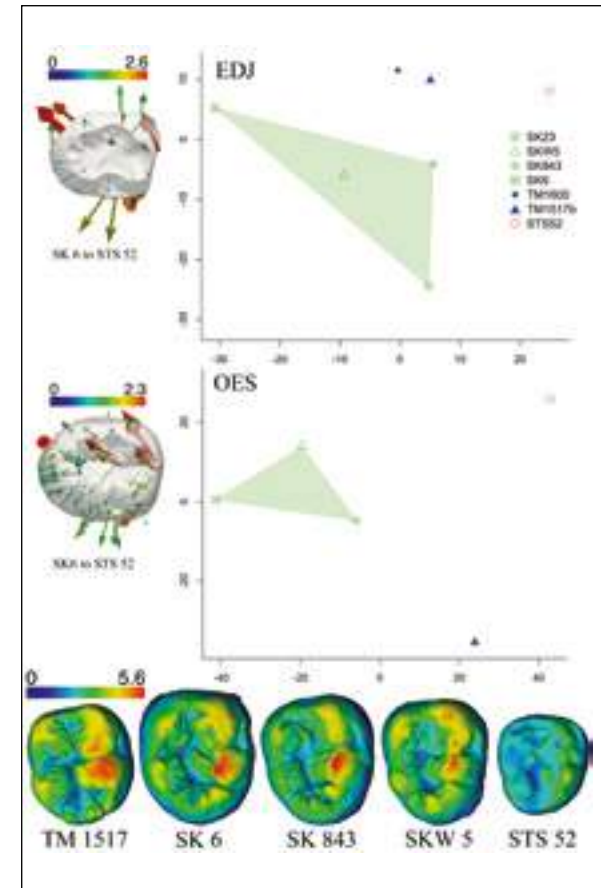 0 2.6
EDJ
SK 6 to STS 52
SK23
SKW5
SK843
SK6
TM1517b
STS52
-30 -20 -10 0 10 20
0 2.3
OES
SK6 to STS 52
-40 -20 0 20 40
0 5.6
TM 1517 SK 6 SK 843 SKW 5 STS 52